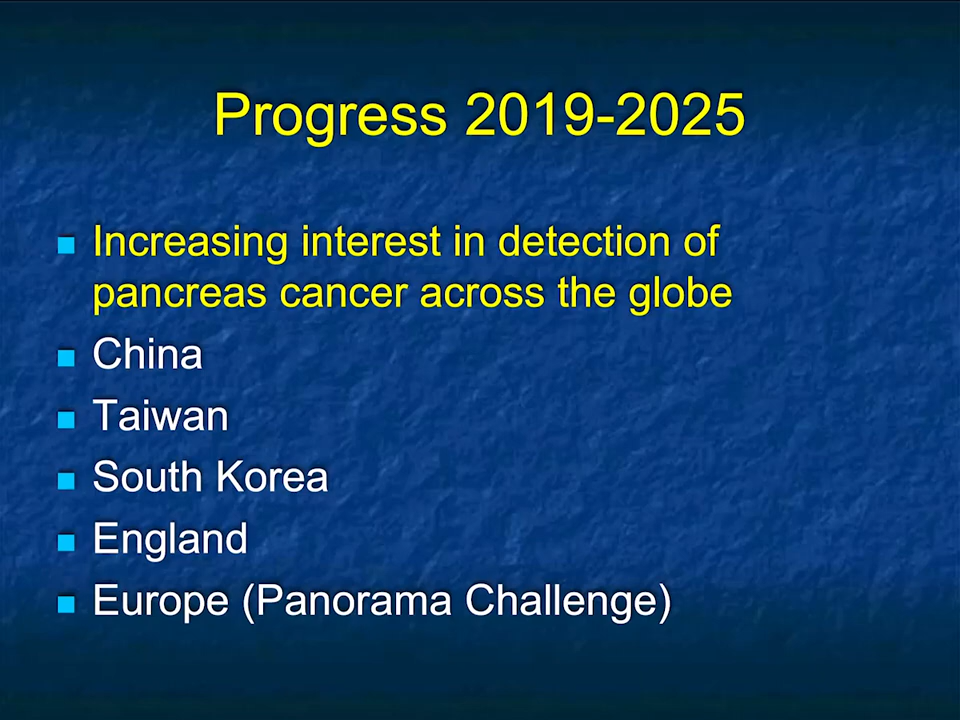 Progress 2019-2025
Increasing interest in detection of
pancreas cancer across the globe
China
Taiwan
South Korea
England
Europe (Panorama Challenge)